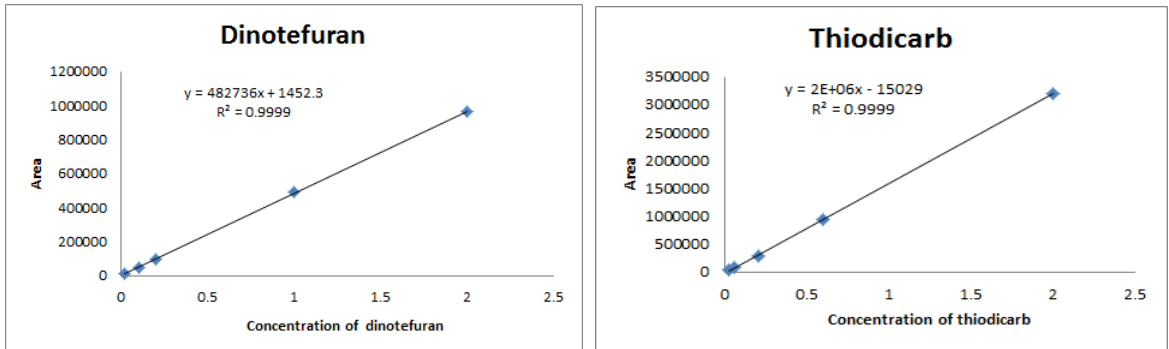 Dinotefuran
1200000
y = 482736x + 1452.3
1000000
R² = 0.9999
800000
Area
600000
400000
200000
0
0 0.5 1 1.5 2 2.5
Concentration of dinotefuran
Thiodicarb
3500000
y = 2E+06x - 15029
3000000
R² = 0.9999
2500000
2000000
Area
1500000
1000000
500000
0
0 0.5 1 1.5 2 2.5
Concentration of thiodicarb